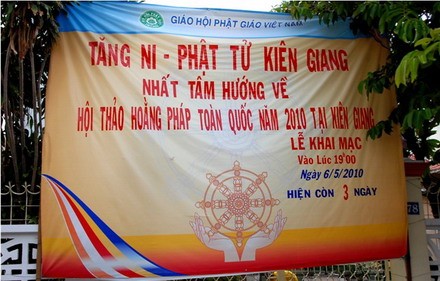 GIÁO HỘI PHẬT GIÁO VIỆT NAM
TĂNG NI - PHẬT TỬ KIÊN GIANG
NHẤT TÂM HƯỚNG VỀ
HỘI THẢO HOẰNG PHÁP TOÀN QUỐC NĂM 2010 TẠI KIÊN GIANG
LỄ KHAI MẠC
Vào Lúc 19ʰ00
Ngày 6/5/2010
HIỆN CÒN 3 NGÀY
78